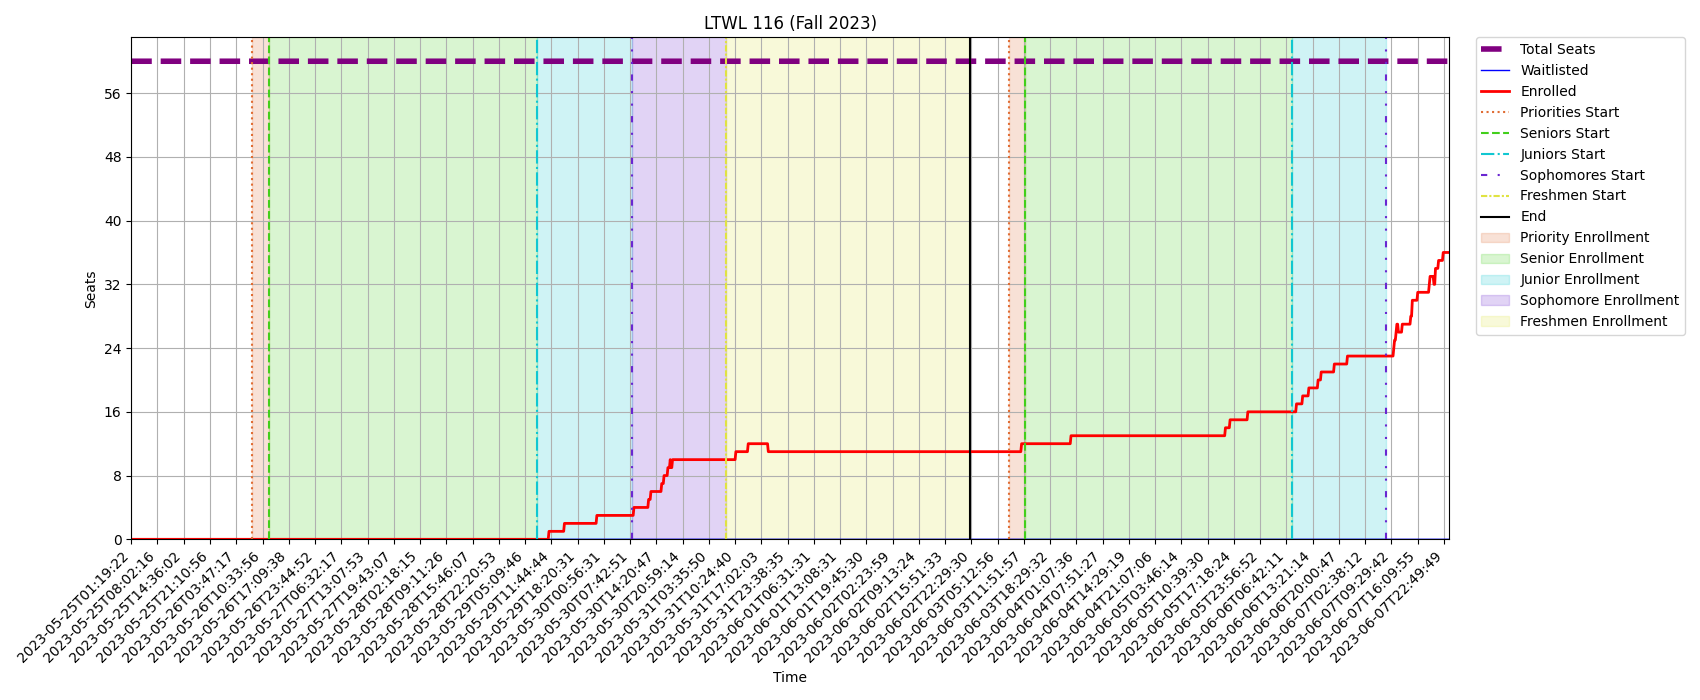 LTWL 116 (Fall 2023)
Seats
56
48
40
32
24
16
8
0
2023-05-25T01:19:22
2023-05-25T08:02:16
2023-05-25T14:36:02
2023-05-25T21:10:56
2023-05-26T03:47:17
2023-05-26T10:33:56
2023-05-26T17:09:38
2023-05-26T23:44:52
2023-05-27T06:32:17
2023-05-27T13:07:53
2023-05-27T19:43:07
2023-05-28T02:18:15
2023-05-28T09:11:26
2023-05-28T15:46:07
2023-05-28T22:20:53
2023-05-29T05:09:46
2023-05-29T11:44:44
2023-05-29T18:20:31
2023-05-30T00:56:31
2023-05-30T07:42:51
2023-05-30T14:20:47
2023-05-30T20:59:14
2023-05-31T03:35:50
2023-05-31T10:24:40
2023-05-31T17:02:03
2023-05-31T23:38:35
2023-06-01T06:31:31
2023-06-01T13:08:31
2023-06-01T19:45:30
2023-06-02T02:23:59
2023-06-02T09:13:24
2023-06-02T15:51:33
2023-06-02T22:29:30
2023-06-03T05:12:56
2023-06-03T11:51:57
2023-06-03T18:29:32
2023-06-04T01:07:36
2023-06-04T07:51:27
2023-06-04T14:29:19
2023-06-04T21:07:06
2023-06-05T03:46:14
2023-06-05T10:39:30
2023-06-05T17:18:24
2023-06-05T23:56:52
2023-06-06T06:42:11
2023-06-06T13:21:14
2023-06-06T20:00:47
2023-06-07T02:38:12
2023-06-07T09:29:42
2023-06-07T16:09:55
2023-06-07T22:49:49
Time
Total Seats
Waitlisted
Enrolled
Priorities Start
Seniors Start
Juniors Start
Sophomores Start
Freshmen Start
End
Priority Enrollment
Senior Enrollment
Junior Enrollment
Sophomore Enrollment
Freshmen Enrollment